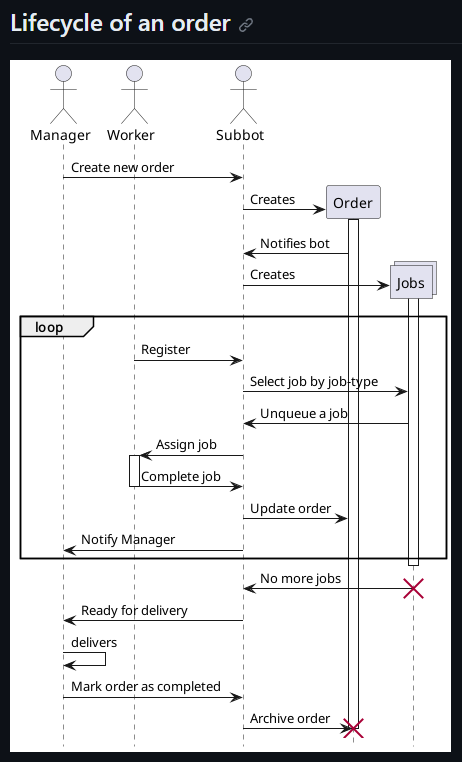 Lifecycle of an order
Manager Worker Subbot
Create new order
Creates
Order
Notifies bot
Creates
Jobs
loop
Register
Select job by job-type
Unqueue a job
Assign job
Complete job
Update order
Notify Manager
No more jobs
Ready for delivery
delivers
Mark order as completed
Archive order